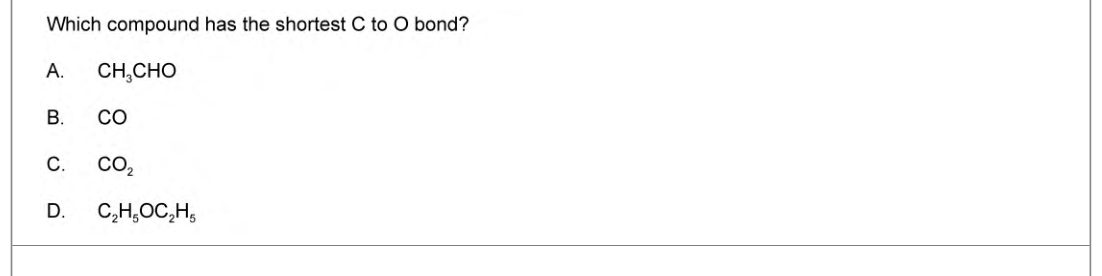 Which compound has the shortest C to O bond?
A. CH₃CHO
B. CO
C. CO₂
D. C₂H₅OC₂H₅